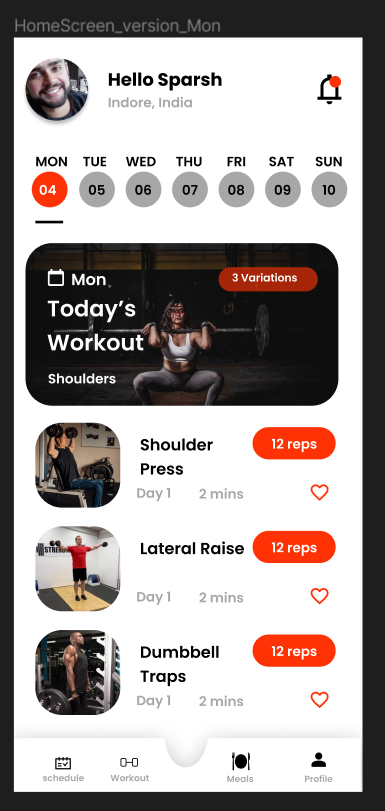 HomeScreen_version_Mon
Hello Sparsh
Indore, India
MON TUE WED THU FRI SAT SUN
04 05 06 07 08 09 10
Mon,
3 Variations
Today's
Workout
Shoulders
Shoulder
Press
12 reps
Day 1 2 mins
Lateral Raise
12 reps
Day 1 2 mins
Dumbbell
Traps
12 reps
Day 1 2 mins
schedule Workout Meals Profile